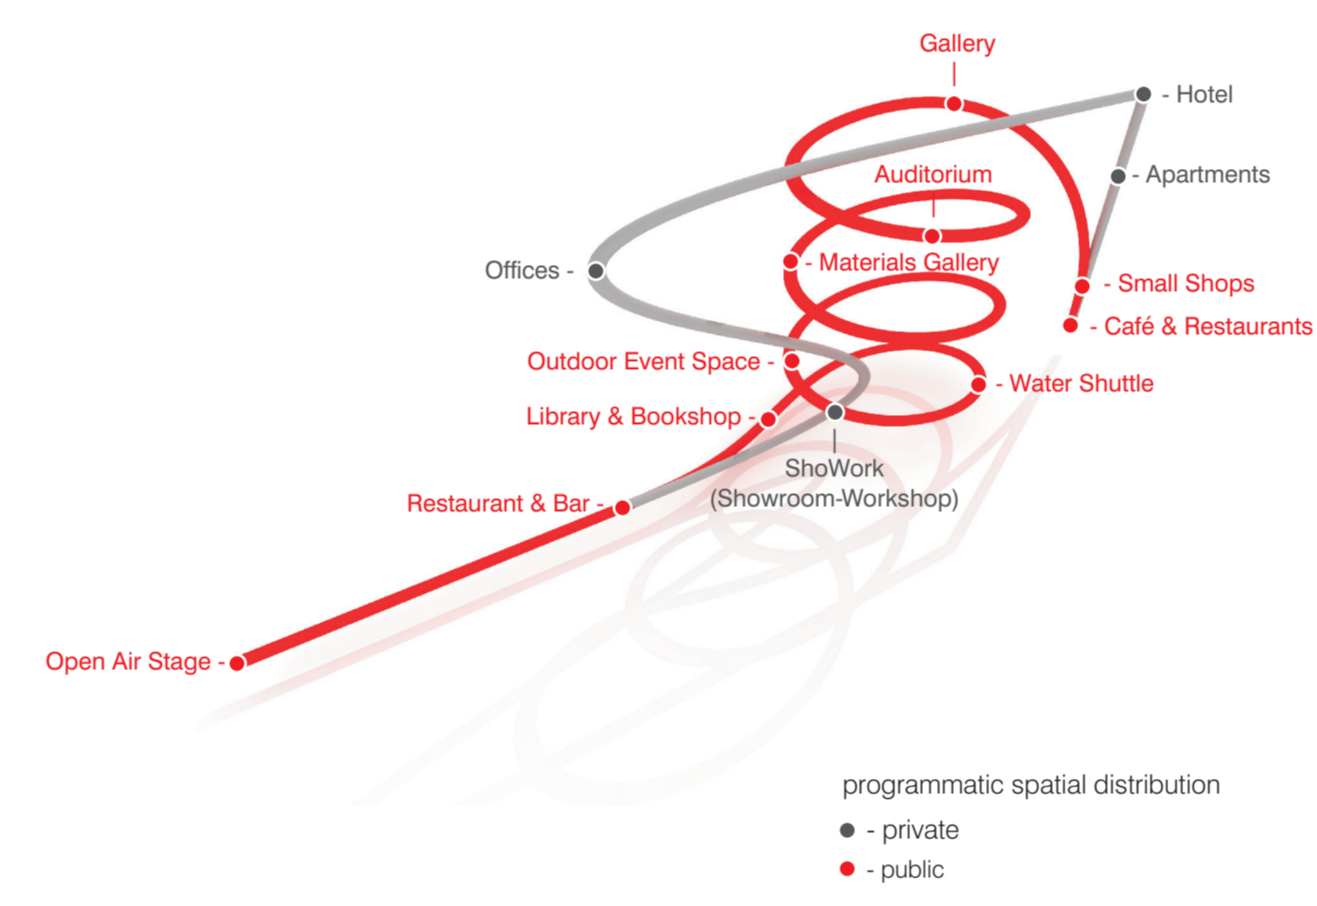 Gallery
- Hotel
Auditorium
- Apartments
Offices -
- Materials Gallery
- Small Shops
- Café & Restaurants
Outdoor Event Space -
- Water Shuttle
Library & Bookshop -
ShoWork
(Showroom-Workshop)
Restaurant & Bar -
Open Air Stage -
programmatic spatial distribution
- private
- public